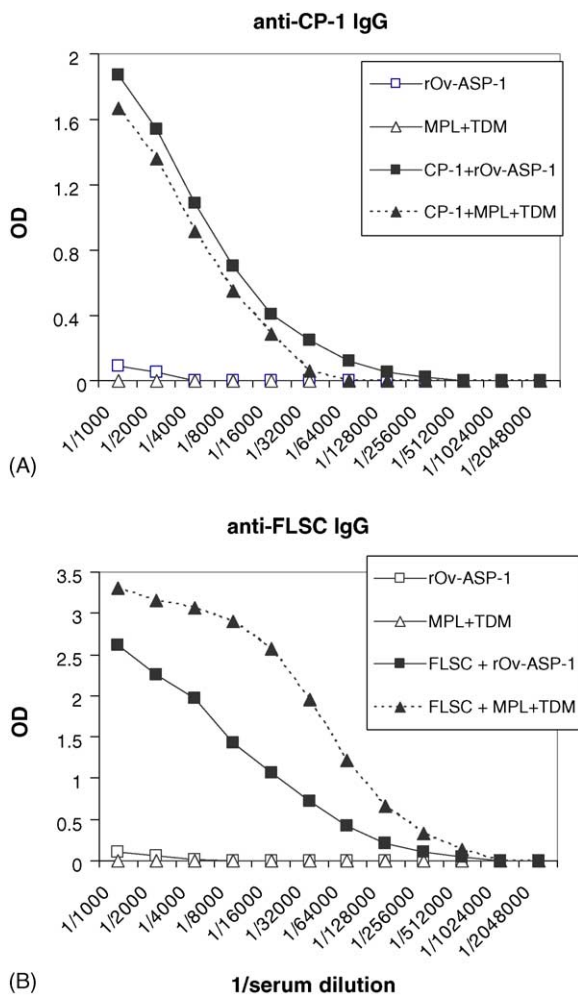 anti-CP-1 IgG
2
1.6
1.2
0.8
0.4
0
OD
rOv-ASP-1
MPL+TDM
CP-1+rOv-ASP-1
CP-1+MPL+TDM
1/1000
1/2000
1/4000
1/8000
1/16000
1/32000
1/64000
1/128000
1/256000
1/512000
1/1024000
1/2048000
(A)
anti-FLSC IgG
3.5
3
2.5
2
1.5
1
0.5
0
OD
rOv-ASP-1
MPL+TDM
FLSC + rOv-ASP-1
FLSC + MPL+TDM
1/1000
1/2000
1/4000
1/8000
1/16000
1/32000
1/64000
1/128000
1/256000
1/512000
1/1024000
1/2048000
(B)
1/serum dilution